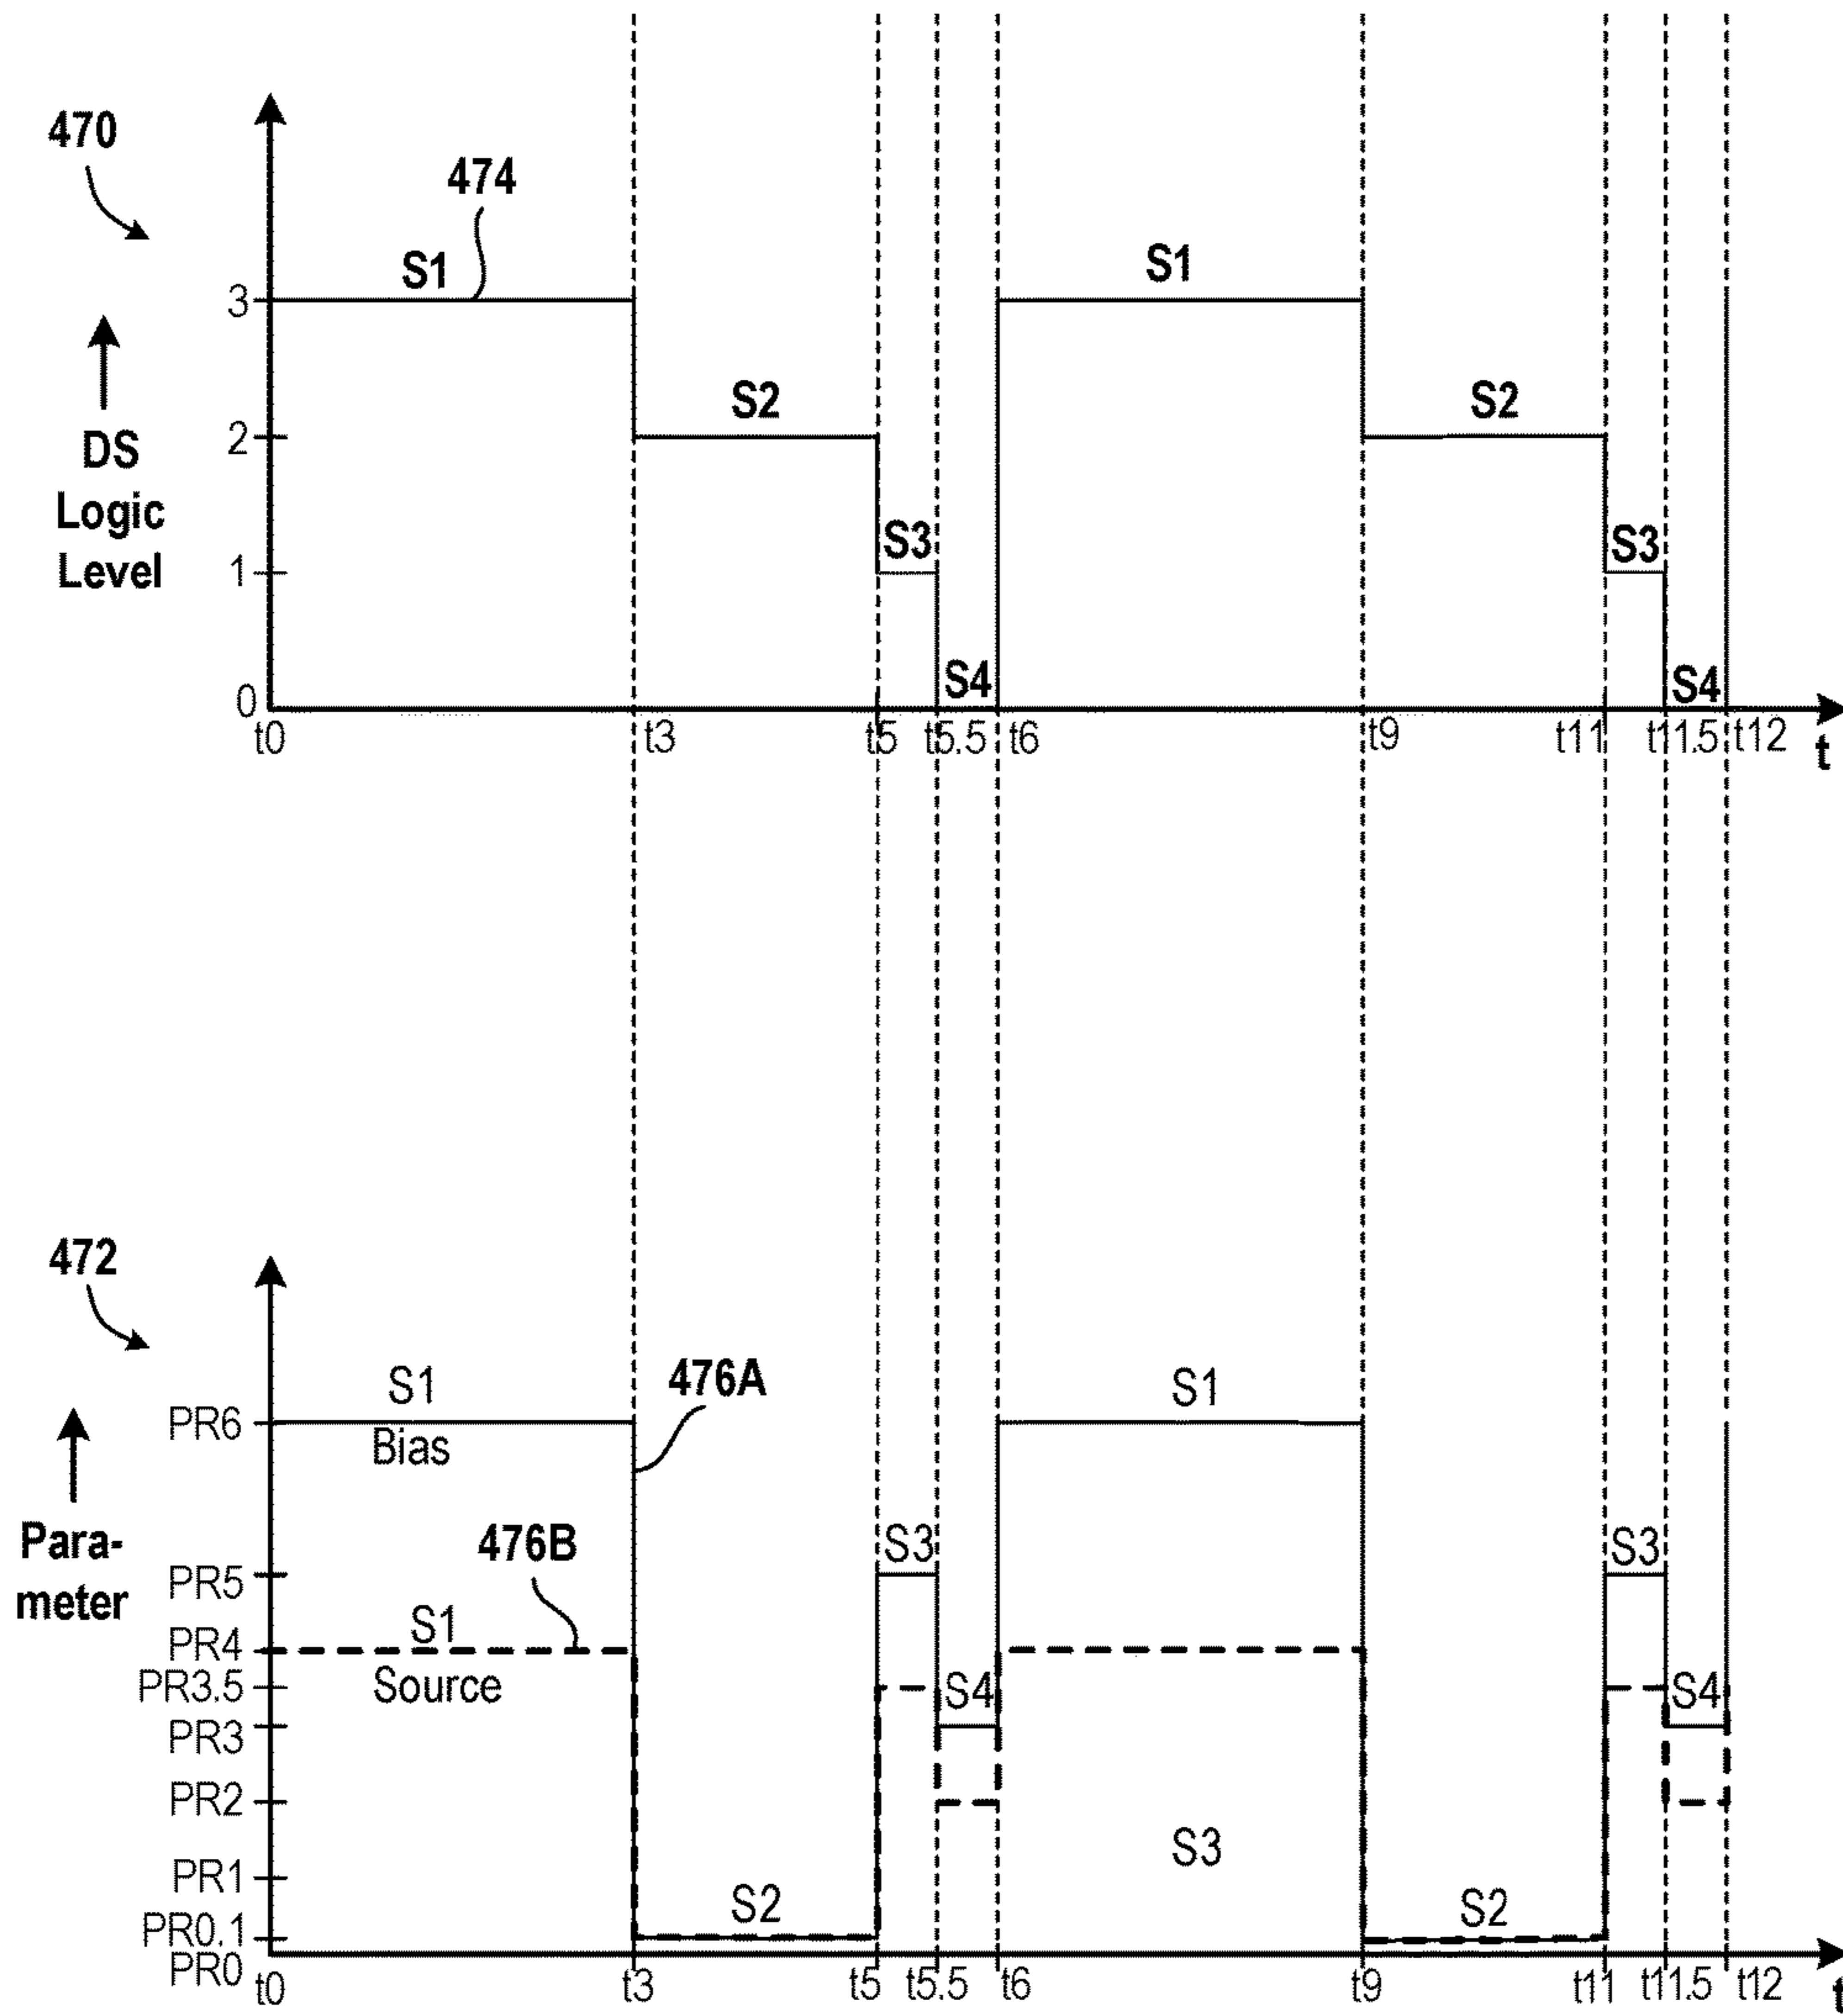 470
474
S1
S1
3
DS
Logic
Level
S2
S2
2
S3
S3
1
S4
S4
0
t0 t3 t5 t5.5 t6 t9 t11 t11.5 t12
t
472
S1
S1
476A
PR6
Bias
Para-
meter
476B
S3
S3
PR5
S1
PR4
Source
PR3.5
S4
S4
PR3
PR2
S3
PR1
S2
S2
PR0.1
PR0
t0 t3 t5 t5.5 t6 t9 t11 t11.5 t12
t